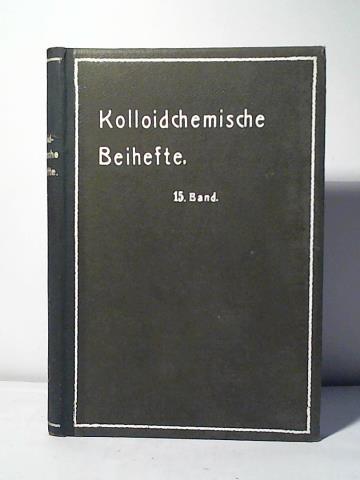 Kolloidchemische
Beihefte.
15. Band.